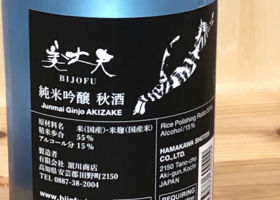 美丈夫
BIJOFU
純米吟醸 秋酒
Junmai Ginjo AKIZAKE
原材料名 米(国産)・米麹(国産米)
精米歩合 55%
アルコール分 15%
製造者
有限会社 濵川商店
高知県安芸郡田野町2150
TEL 0887-38-2004
Rice Polishing Ratio
Alcohol/15%
HAMAKAWA SHOTEN
CO.,LTD
2150 Tano-cho
Aki-gun, Kochi
JAPAN
REQUIRING